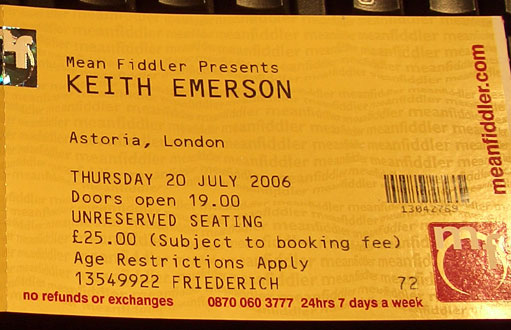 Mean Fiddler Presents
KEITH EMERSON
Astoria, London
THURSDAY 20 JULY 2006
Doors open 19.00
UNRESERVED SEATING
£25.00 (Subject to booking fee)
Age Restrictions Apply
13549922 FRIEDERICH 72
no refunds or exchanges 0870 060 3777 24hrs 7 days a week
13042789
meanfiddler.com
mf